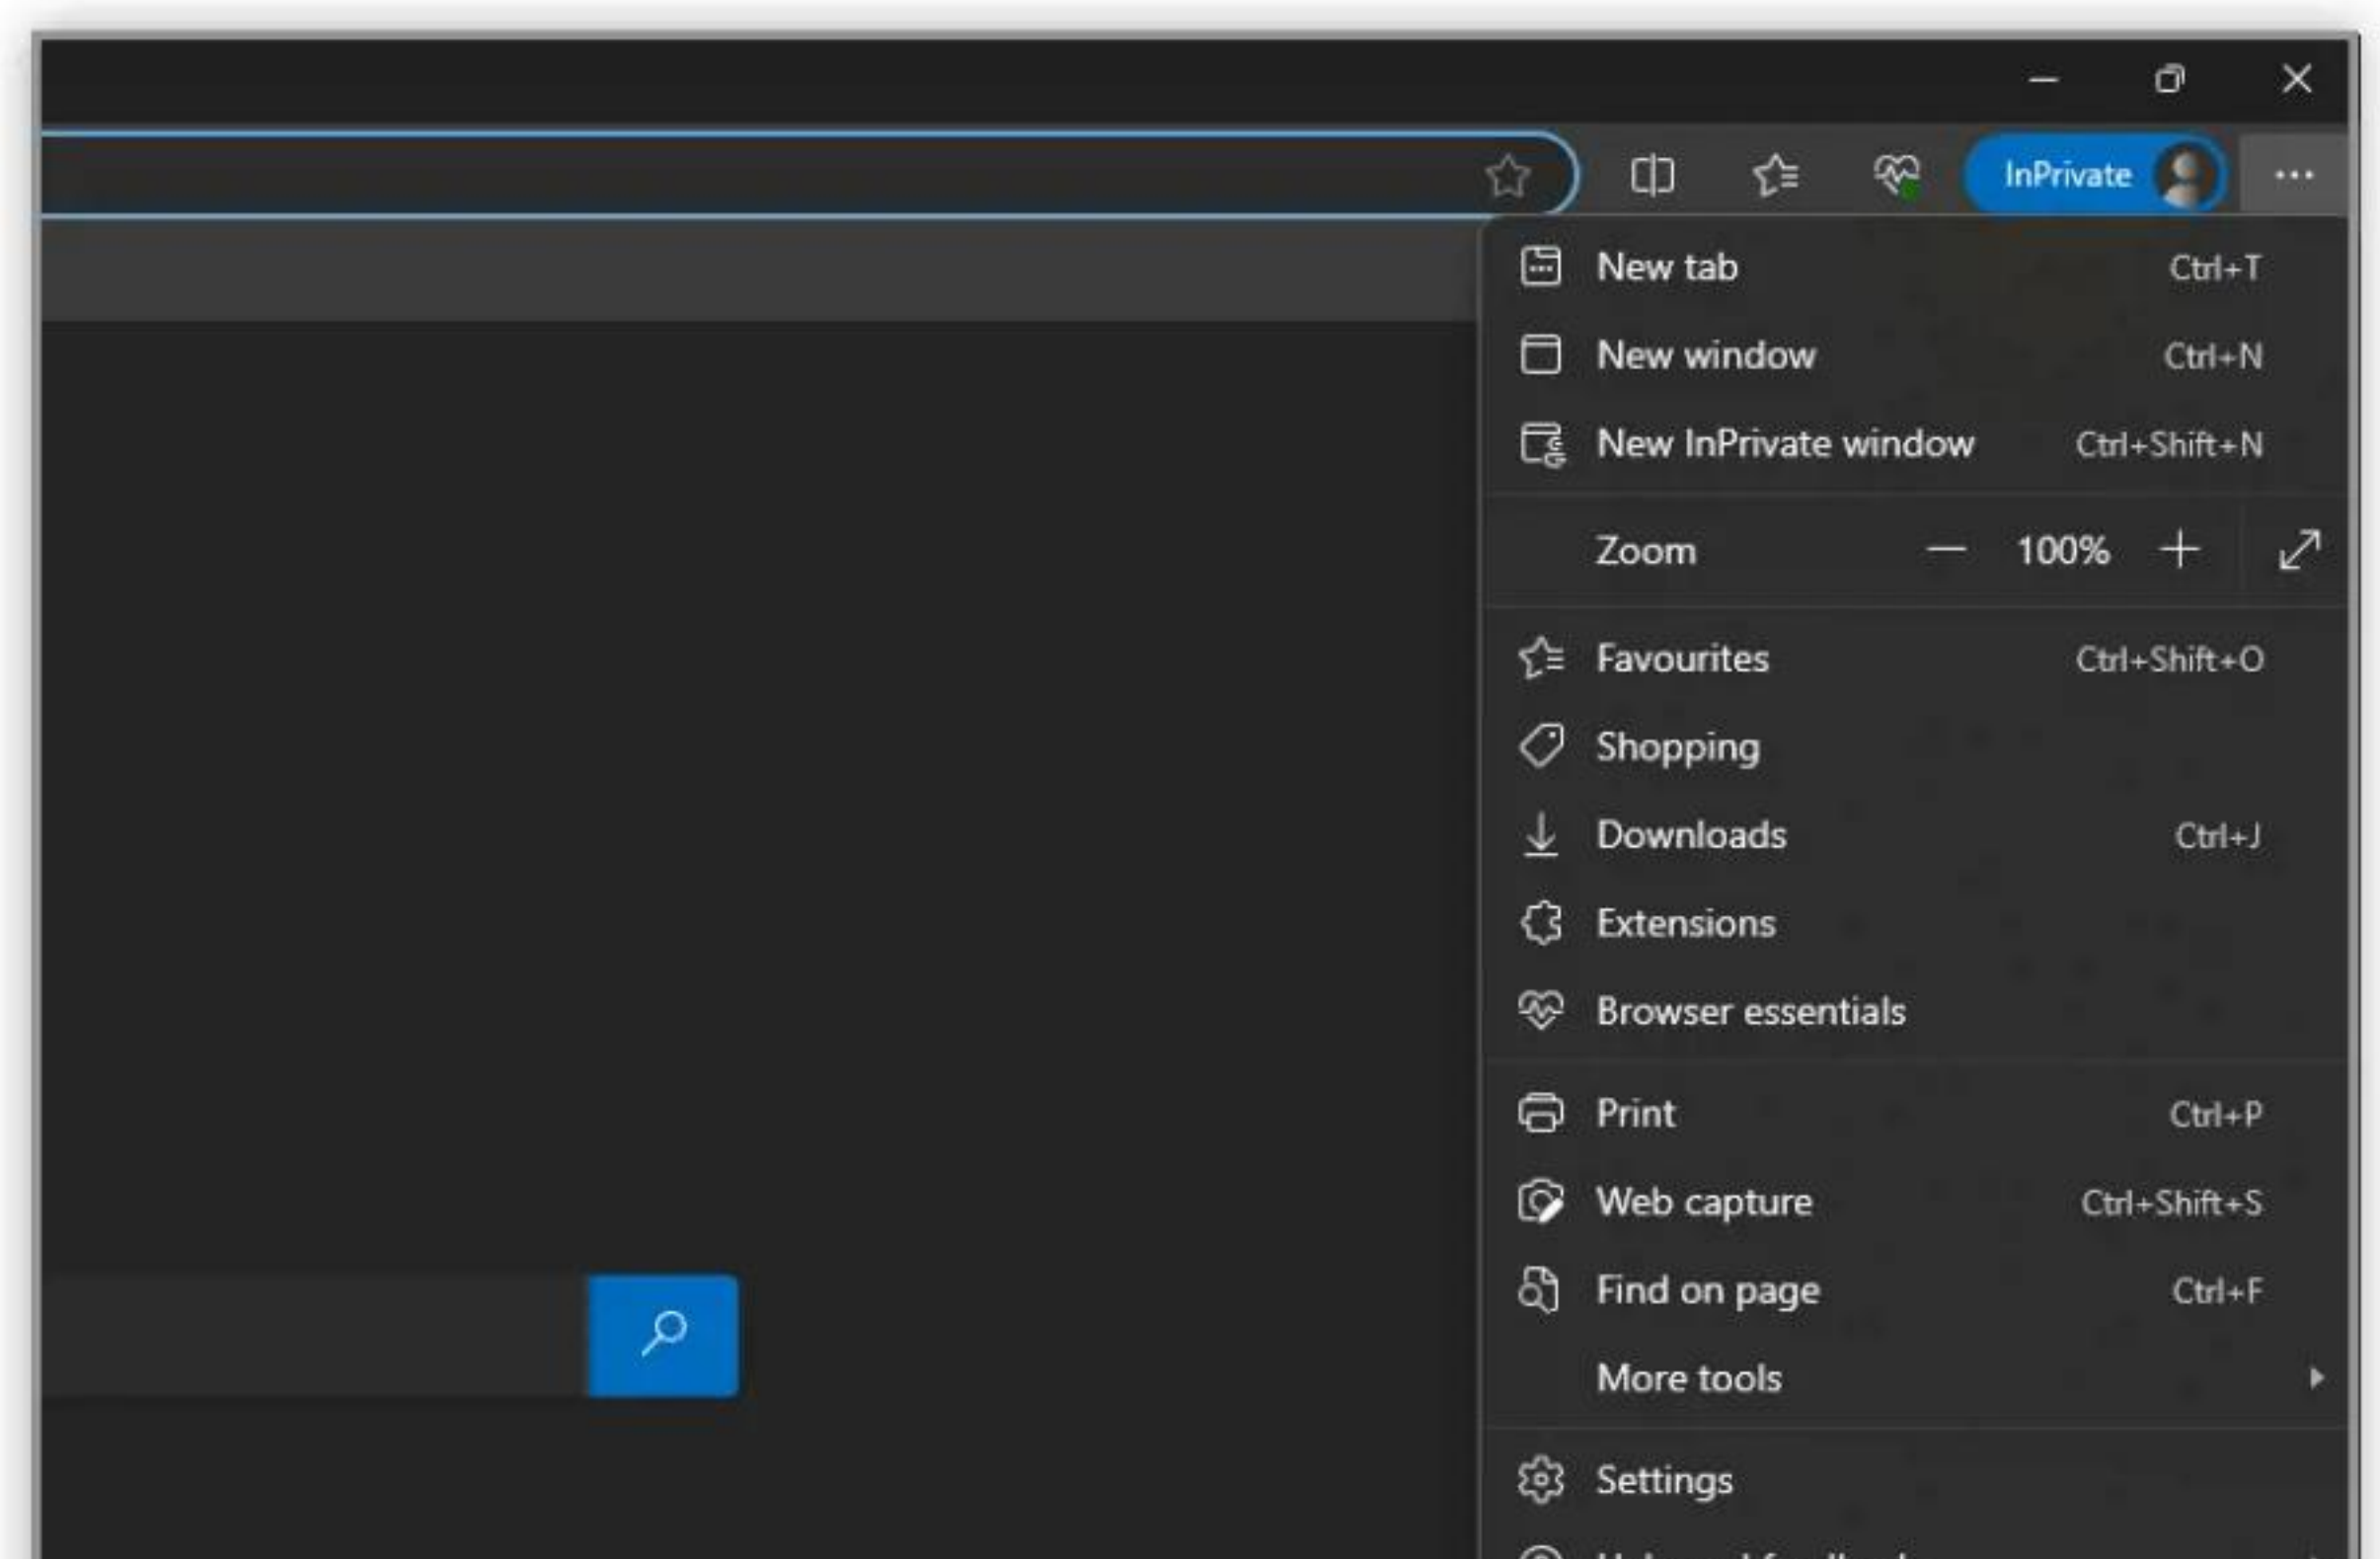 InPrivate
New tab Ctrl+T
New window Ctrl+N
New InPrivate window Ctrl+Shift+N
Zoom 100%
Favourites Ctrl+Shift+O
Shopping
Downloads Ctrl+J
Extensions
Browser essentials
Print Ctrl+P
Web capture Ctrl+Shift+S
Find on page Ctrl+F
More tools
Settings